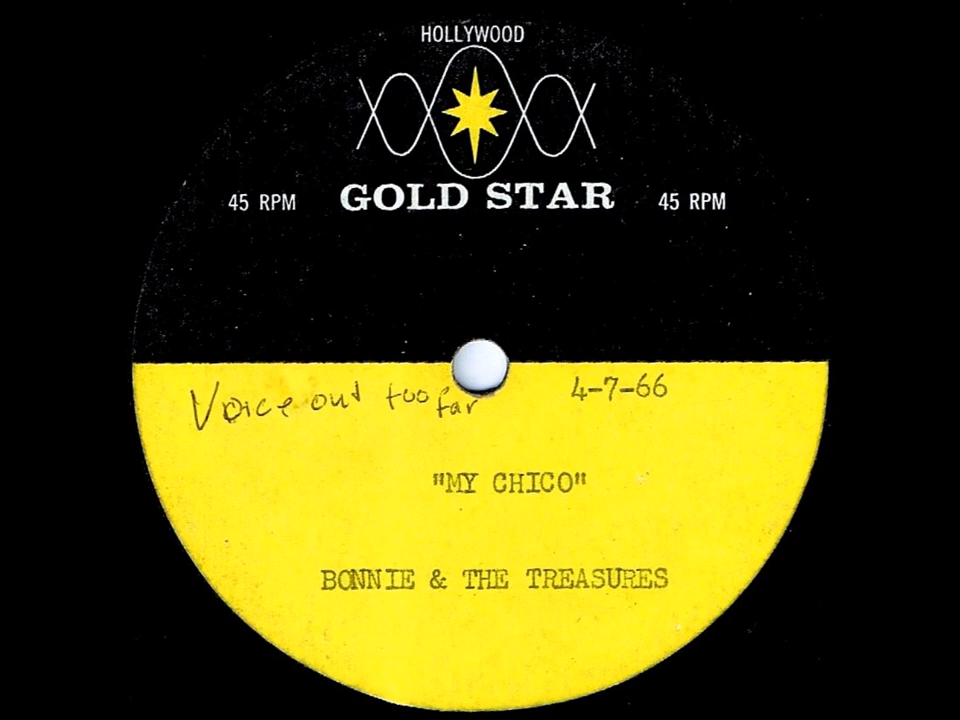 HOLLYWOOD
45 RPM GOLD STAR 45 RPM
Voice out too far 4-7-66
"MY CHICO"
BONNIE & THE TREASURES